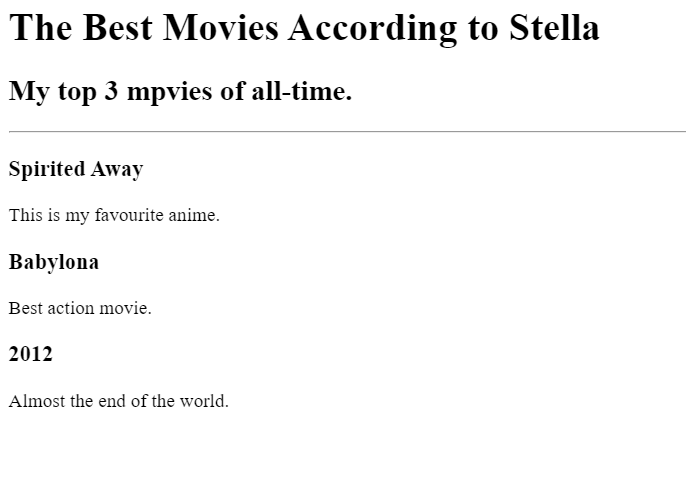 The Best Movies According to Stella
My top 3 mpvies of all-time.
Spirited Away
This is my favourite anime.
Babylona
Best action movie.
2012
Almost the end of the world.